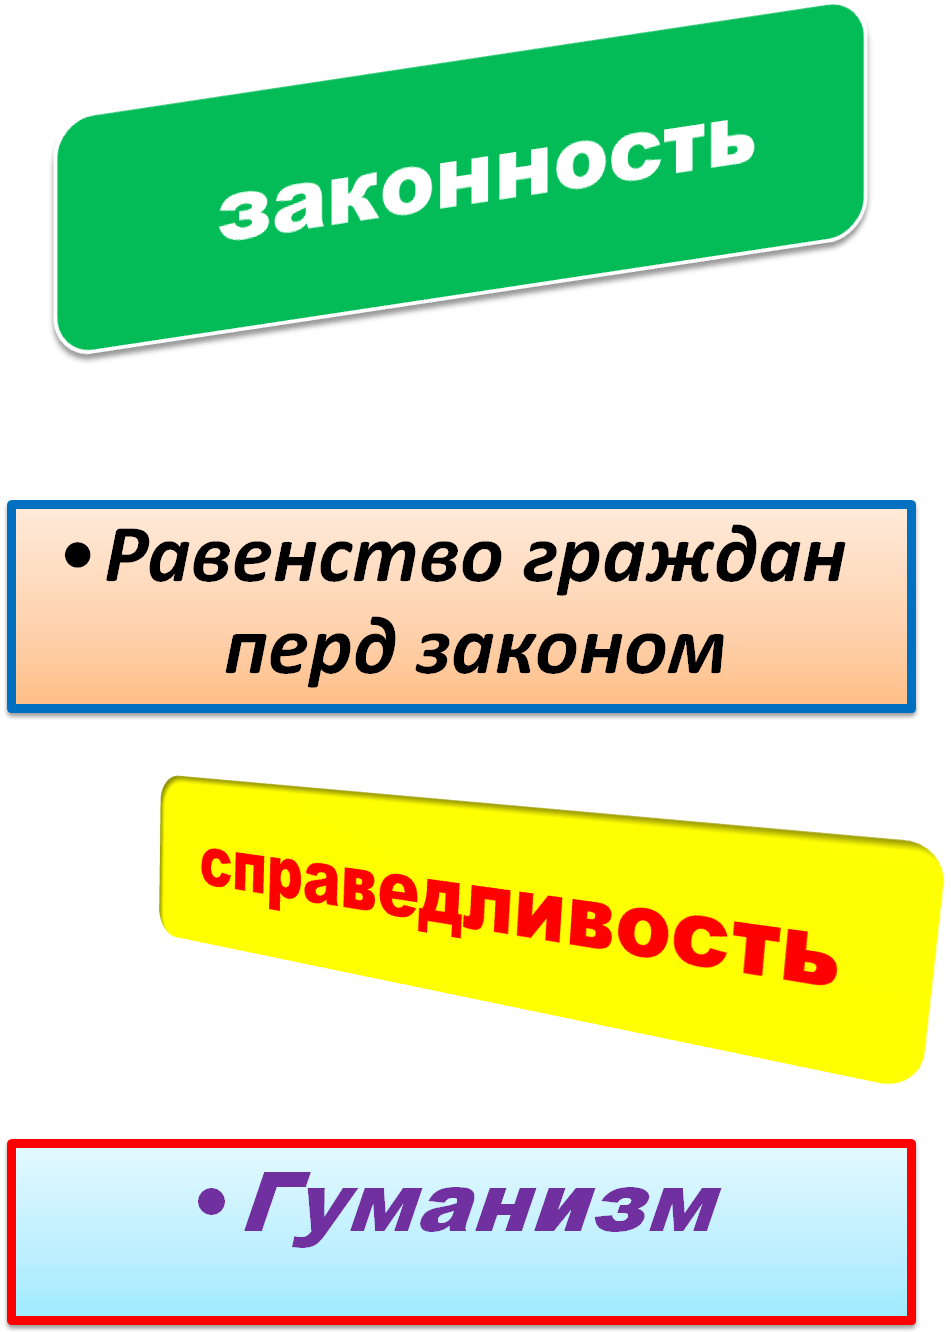 законность
•Равенство граждан
перд законом
справедливость
•Гуманизм